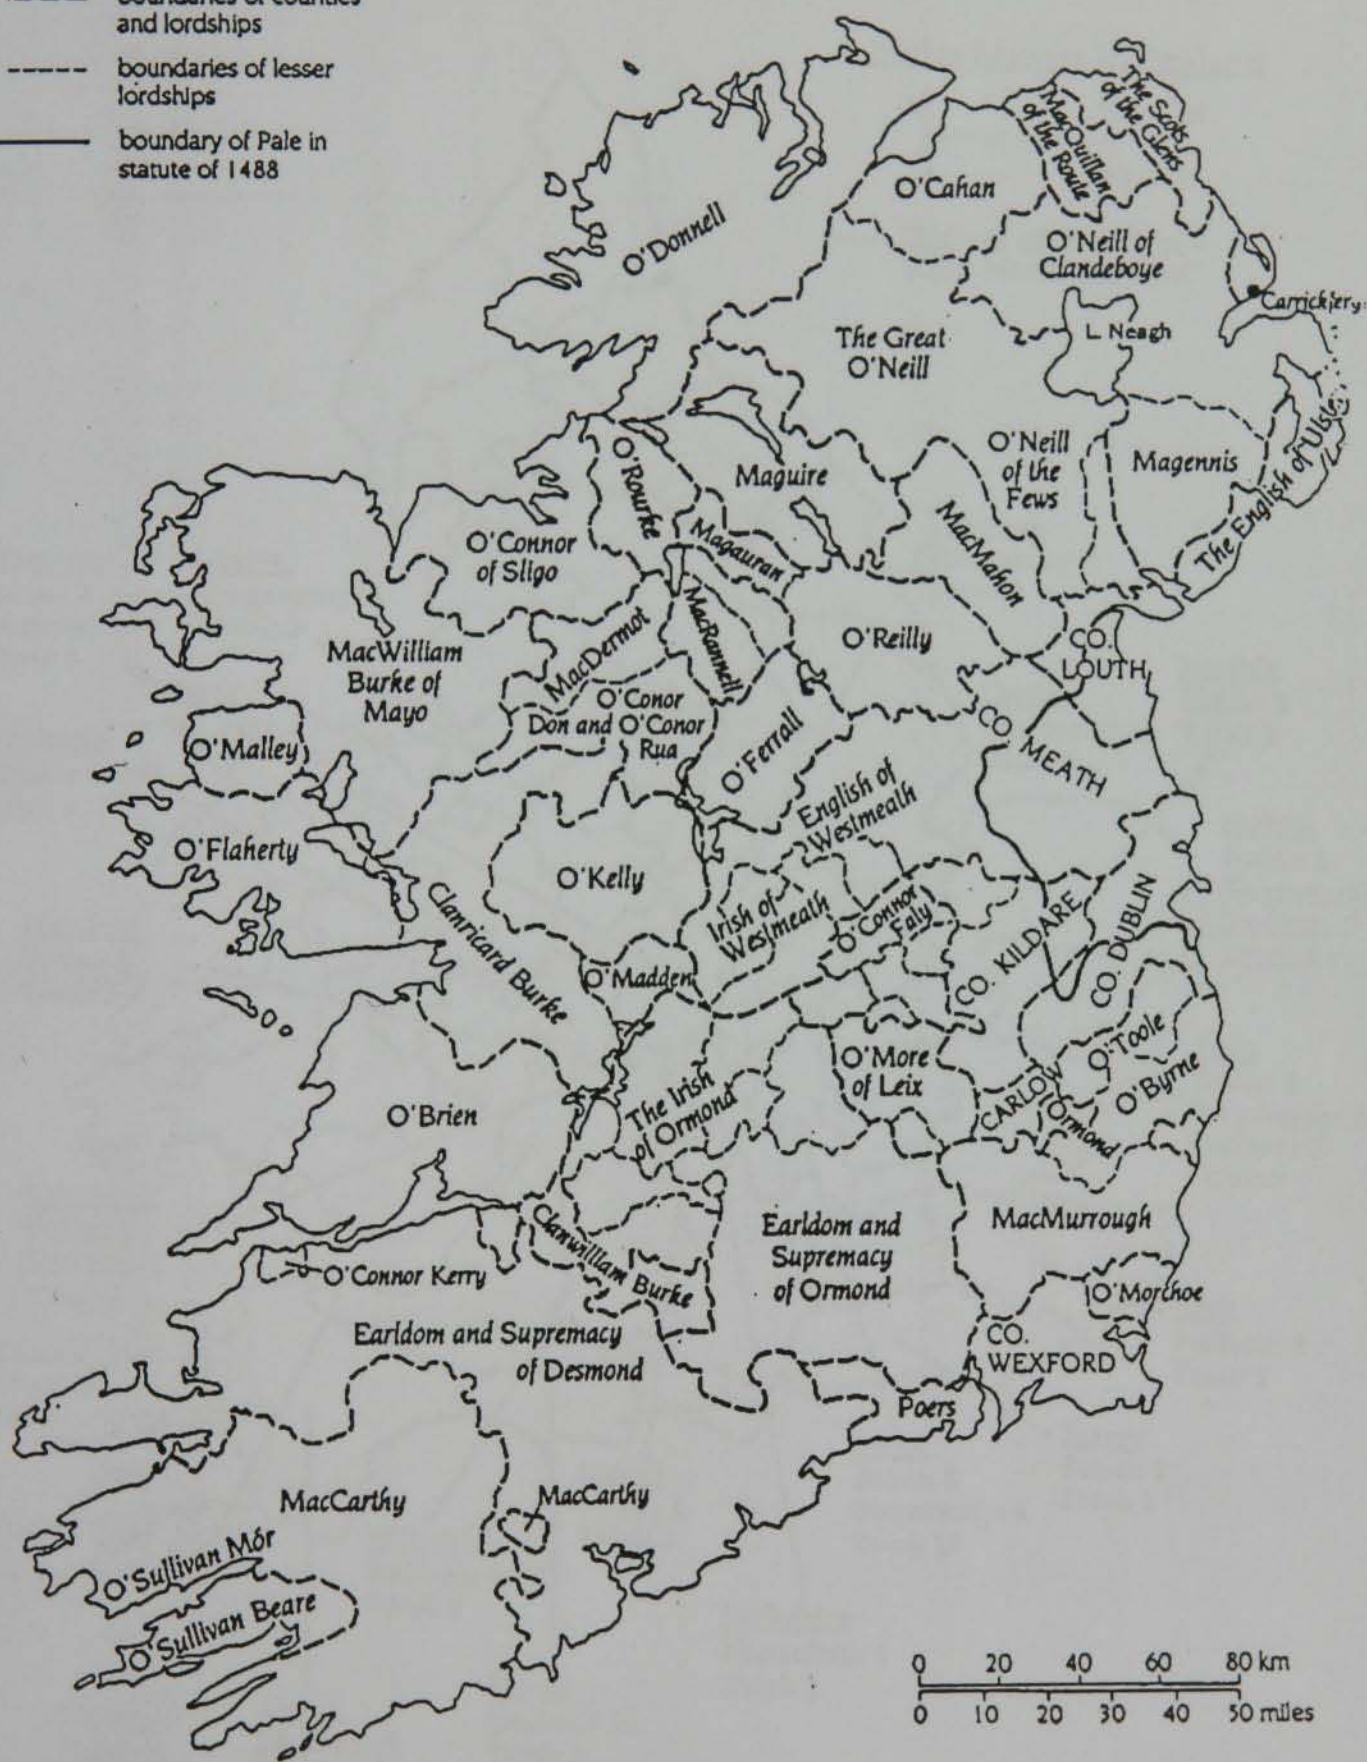 boundaries of counties
and lordships
boundaries of lesser
lordships
boundary of Pale in
statute of 1488
The Scots
of the Glens
MacQuillan
of the Route
O'Cahan
O'Donnell
O'Neill of
Clandeboye
Carrickfery
L Neagh
The Great
O'Neill
O'Neill
of the
Fews
Magennis
The English of Ulst
O'Rourke
Maguire
Magauran
MacMahon
O'Connor
of Sligo
MacDermot
MacRannell
O'Reilly
CO.
LOUTH
MacWilliam
Burke of
Mayo
O'Conor
Don and O'Conor
Rua
O'Malley
O'Ferrall
CO. MEATH
English of
Westmeath
O'Flaherty
O'Kelly
Clanricard Burke
Irish of
Westmeath
O'Connor
Faly
CO. KILDARE
CO. DUBLIN
O'Madden
O'Toole
O'More
of Leix
O'Byrne
CARLOW
Ormond
The Irish
of Ormond
O'Brien
Clanwilliam Burke
Earldom and
Supremacy
of Ormond
MacMurrough
O'Connor Kerry
O'Morchoe
Earldom and Supremacy
of Desmond
CO.
WEXFORD
Poers
MacCarthy
MacCarthy
O'Sullivan Mór
O'Sullivan Beare
0 20 40 60 80 km
0 10 20 30 40 50 miles